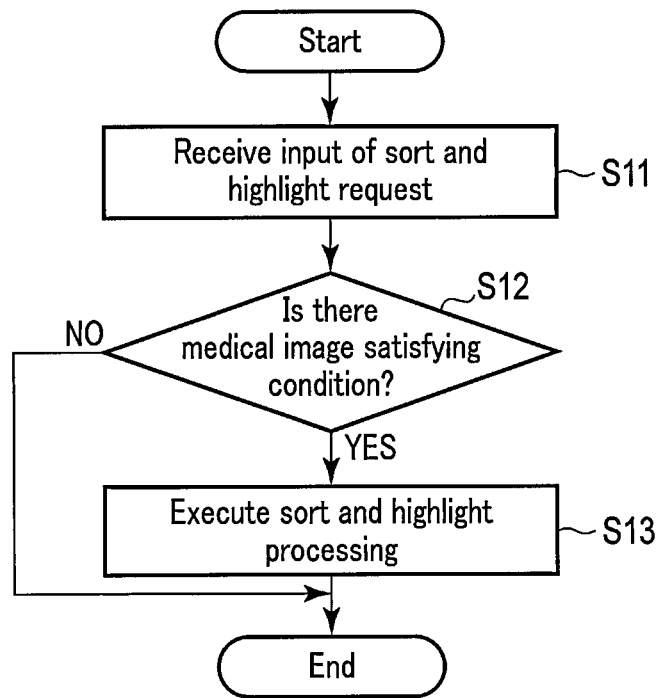 Start
Receive input of sort and
highlight request
S11
S12
Is there
medical image satisfying
condition?
NO
YES
Execute sort and highlight
processing
S13
End